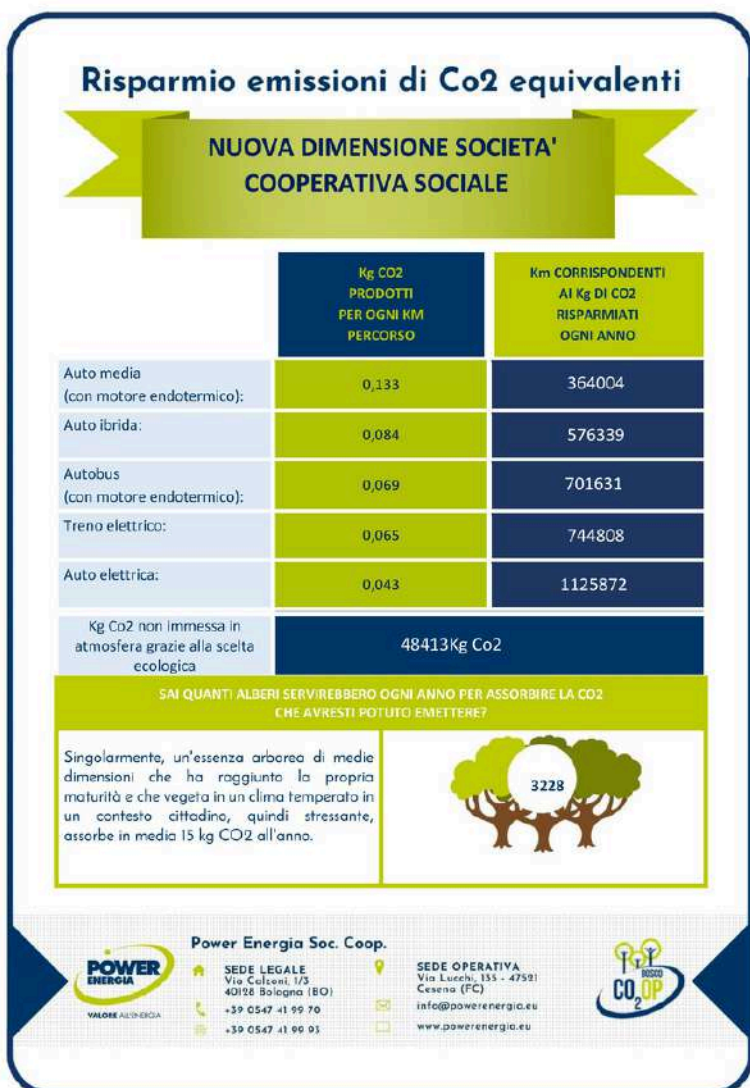 Risparmio emissioni di Co2 equivalenti
NUOVA DIMENSIONE SOCIETA'
COOPERATIVA SOCIALE
Kg CO2
PRODOTTI
PER OGNI KM
PERCORSO
Km CORRISPONDENTI
AI Kg DI CO2
RISPARMIATI
OGNI ANNO
Auto media
(con motore endotermico):
0,133
364004
Auto ibrida:
0,084
576339
Autobus
(con motore endotermico):
0,069
701631
Treno elettrico:
0,065
744808
Auto elettrica:
0,043
1125872
Kg Co2 non immessa in
atmosfera grazie alla scelta
ecologica
48413Kg Co2
SAI QUANTI ALBERI SERVIREBBERO OGNI ANNO PER ASSORBIRE LA CO2
CHE AVRESTI POTUTO EMETTERE?
Singolarmente, un'essenza arborea di medie
dimensioni che ha raggiunto la propria
maturità e che vegeta in un clima temperato in
un contesto cittadino, quindi stressante,
assorbe in media 15 kg CO2 all'anno.
3228
POWER
ENERGIA
VALORE ALL'ENERGIA
Power Energia Soc. Coop.
SEDE LEGALE
Via Calzoni, 1/3
40128 Bologna (BO)
+39 0547 41 99 70
+39 0547 41 99 93
SEDE OPERATIVA
Via Lucchi, 135 - 47521
Cesena (FC)
info@powerenergia.eu
www.powerenergia.eu
BOSCO
CO2OP